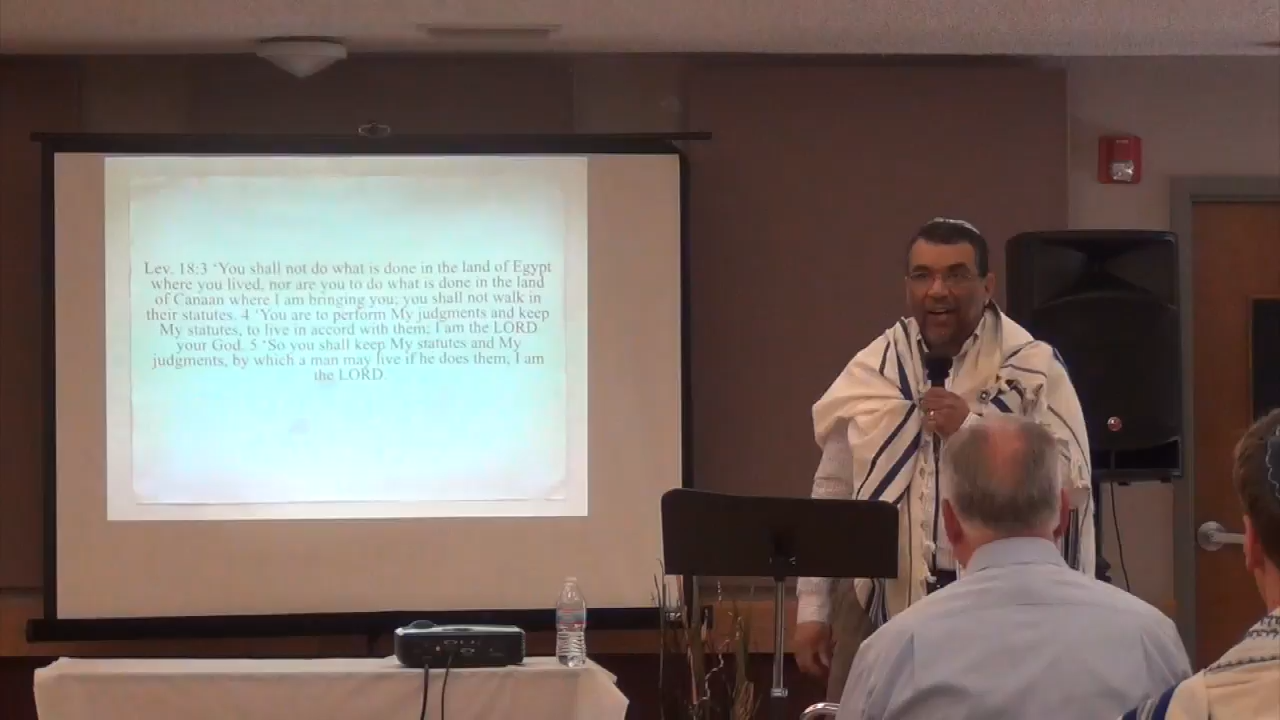 Lev. 18:3 ‘You shall not do what is done in the land of Egypt
where you lived, nor are you to do what is done in the land
of Canaan where I am bringing you; you shall not walk in
their statutes. 4 ‘You are to perform My judgments and keep
My statutes, to live in accord with them; I am the LORD
your God. 5 ‘So you shall keep My statutes and My
judgments, by which a man may live if he does them; I am
the LORD.